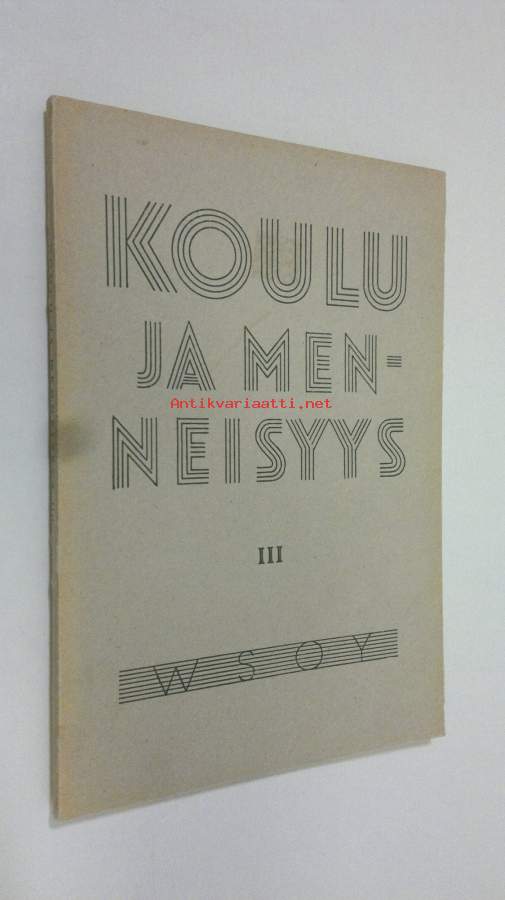 KOULU
JA MEN-
Antikvariaatti.net
NEISYYS
III
WSOY